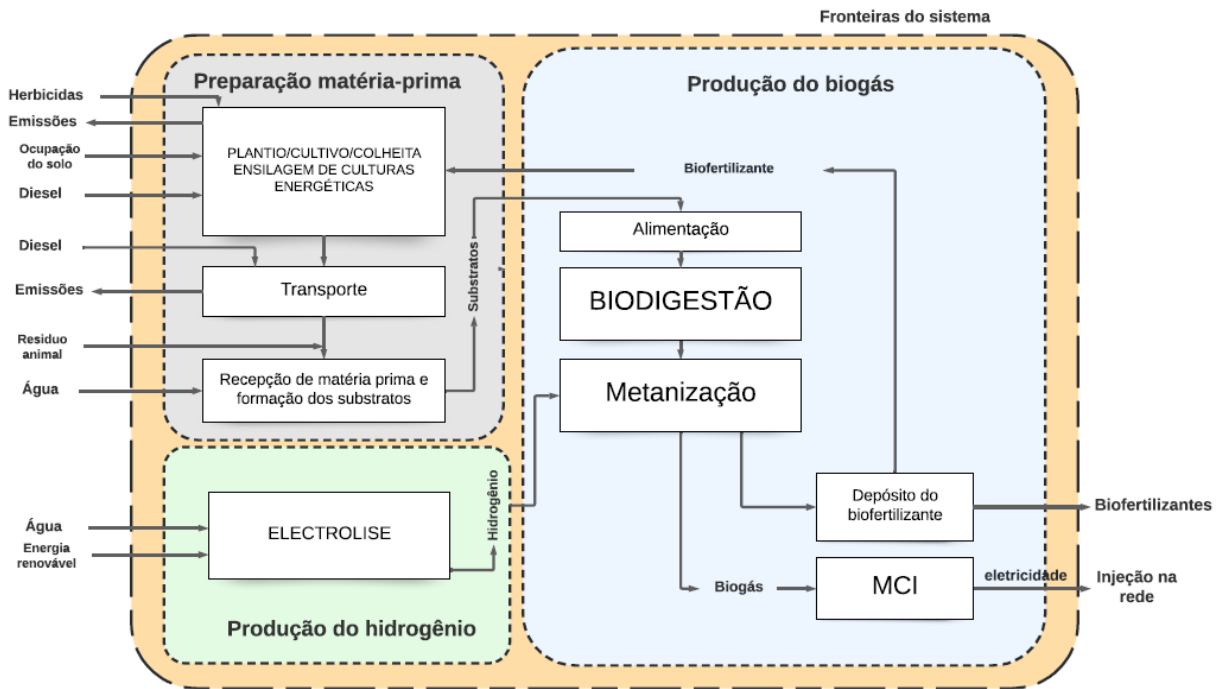 Fronteiras do sistema
Preparação matéria-prima
Herbicidas
Emissões
Ocupação
do solo
Diesel
PLANTIO/CULTIVO/COLHEITA
ENSILAGEM DE CULTURAS
ENERGÉTICAS
Diesel
Emissões
Transporte
Residuo
animal
Água
Recepção de matéria prima e
formação dos substratos
Substratos
Produção do biogás
Biofertilizante
Alimentação
BIODIGESTÃO
Metanização
Depósito do
biofertilizante
Biofertilizantes
Biogás
MCI
eletricidade
Injeção na
rede
Água
Energia
renovável
ELECTROLISE
Hidrogênio
Produção do hidrogênio